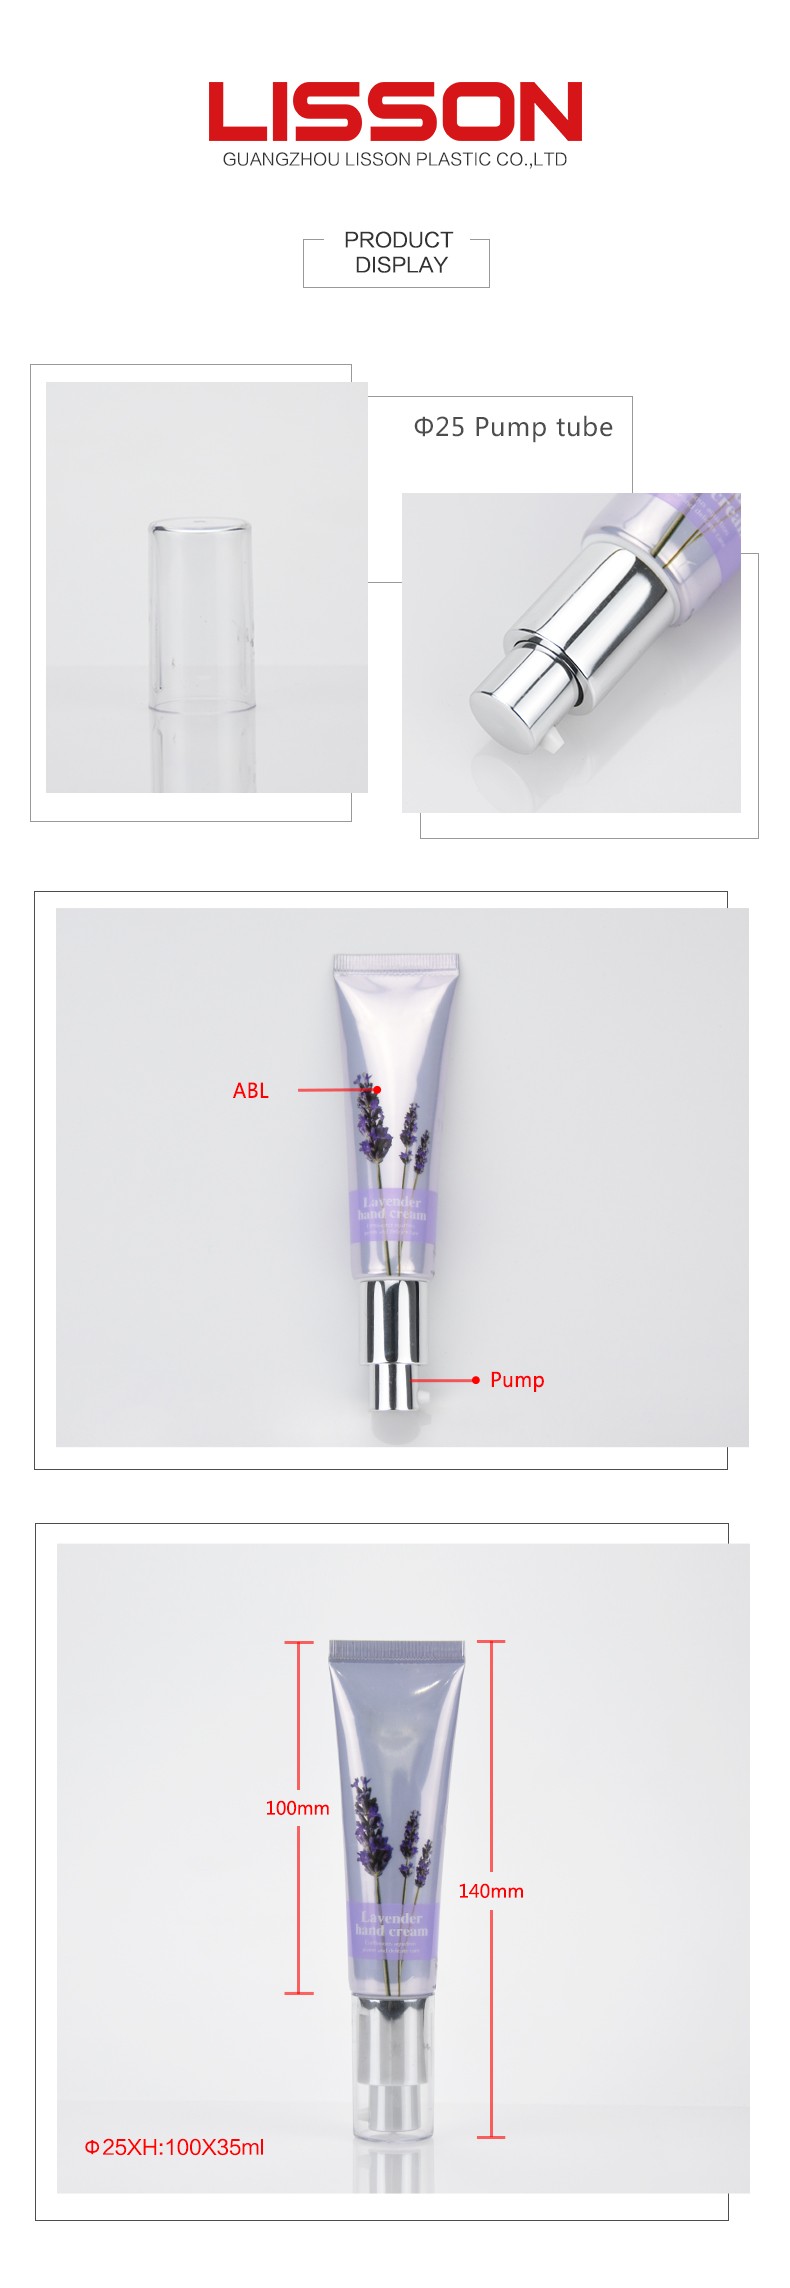 LISSON
GUANGZHOU LISSON PLASTIC CO.,LTD
PRODUCT
DISPLAY
Φ25 Pump tube
ABL
Lavender
hand cream
Pump
100mm
140mm
Lavender
hand cream
Φ25XH:100X35ml